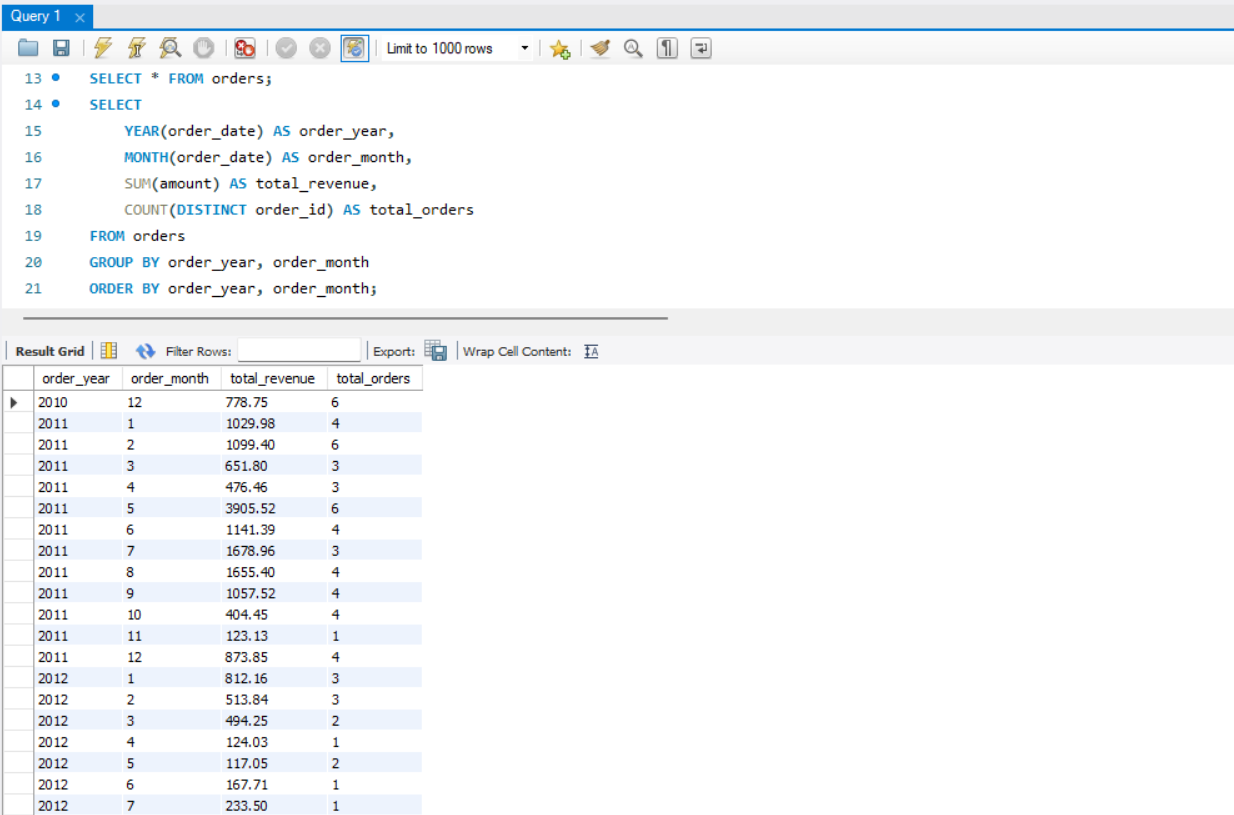 Query 1
Limit to 1000 rows
13 SELECT * FROM orders;
14 SELECT
15 YEAR(order_date) AS order_year,
16 MONTH(order_date) AS order_month,
17 SUM(amount) AS total_revenue,
18 COUNT(DISTINCT order_id) AS total_orders
19 FROM orders
20 GROUP BY order_year, order_month
21 ORDER BY order_year, order_month;
Result Grid Filter Rows: Export: Wrap Cell Content: IA
order_year order_month total_revenue total_orders
2010 12 778.75 6
2011 1 1029.98 4
2011 2 1099.40 6
2011 3 651.80 3
2011 4 476.46 3
2011 5 3905.52 6
2011 6 1141.39 4
2011 7 1678.96 3
2011 8 1655.40 4
2011 9 1057.52 4
2011 10 404.45 4
2011 11 123.13 1
2011 12 873.85 4
2012 1 812.16 3
2012 2 513.84 3
2012 3 494.25 2
2012 4 124.03 1
2012 5 117.05 2
2012 6 167.71 1
2012 7 233.50 1